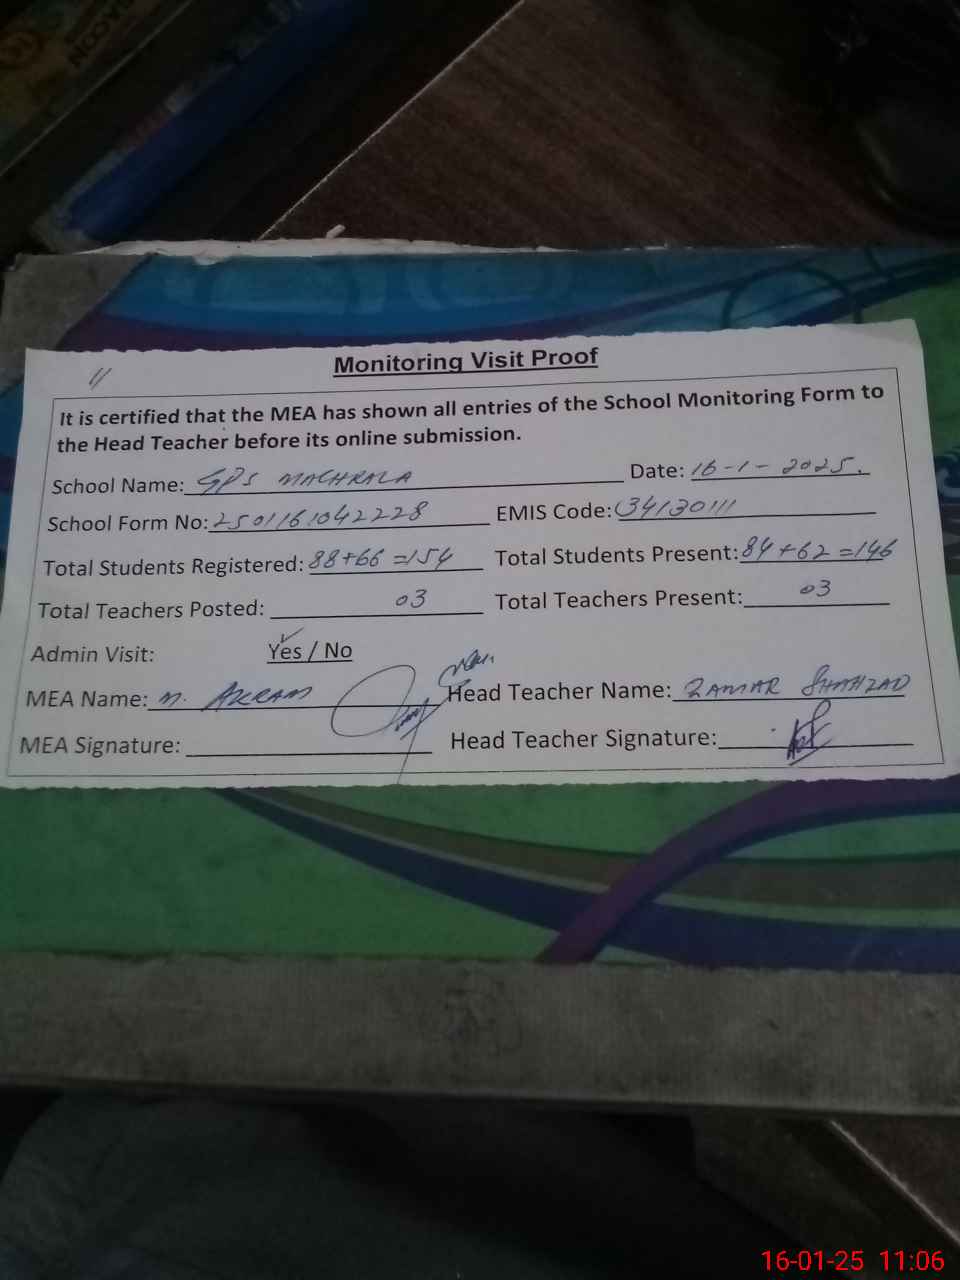 Monitoring Visit Proof
It is certified that the MEA has shown all entries of the School Monitoring Form to
the Head Teacher before its online submission.
School Name: GPS MACHRALA Date: 16-1-2025.
School Form No: 2501161042228 EMIS Code: 34130111
Total Students Registered: 88+66=154 Total Students Present: 84+62=146
Total Teachers Posted: 03 Total Teachers Present: 03
Admin Visit: Yes / No
MEA Name: M. AKRAM Head Teacher Name: SHAHZAD
MEA Signature: Head Teacher Signature:
16-01-25 11:06